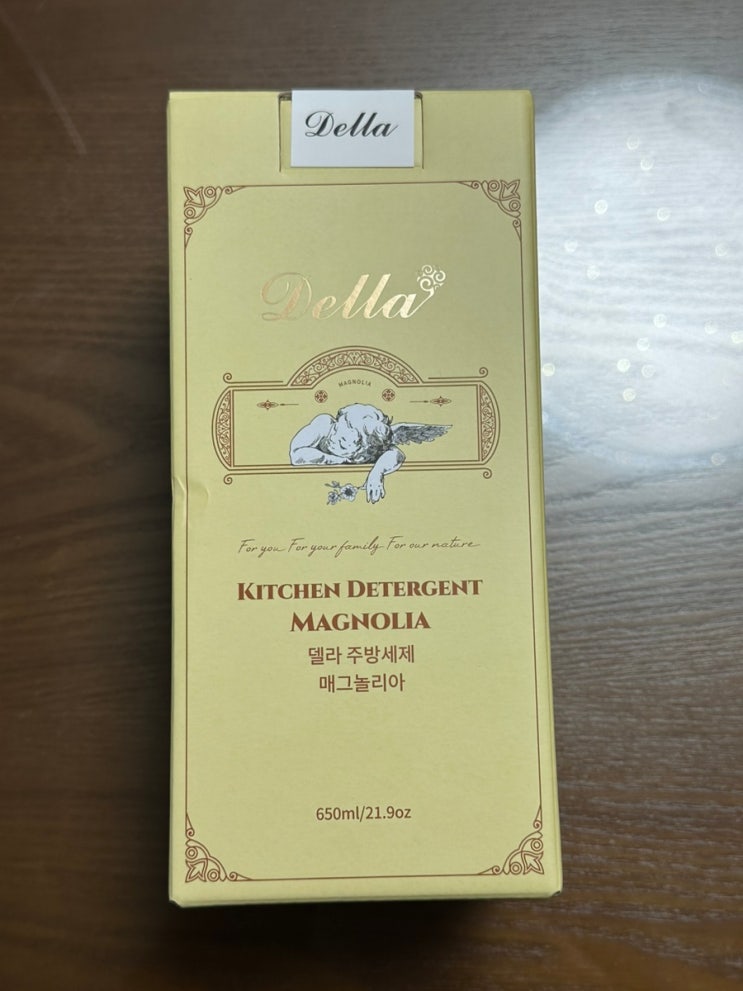 Della
Della
MAGNOLIA
For you For your family For our nature
KITCHEN DETERGENT
MAGNOLIA
델라 주방세제
매그놀리아
650ml/21.9oz